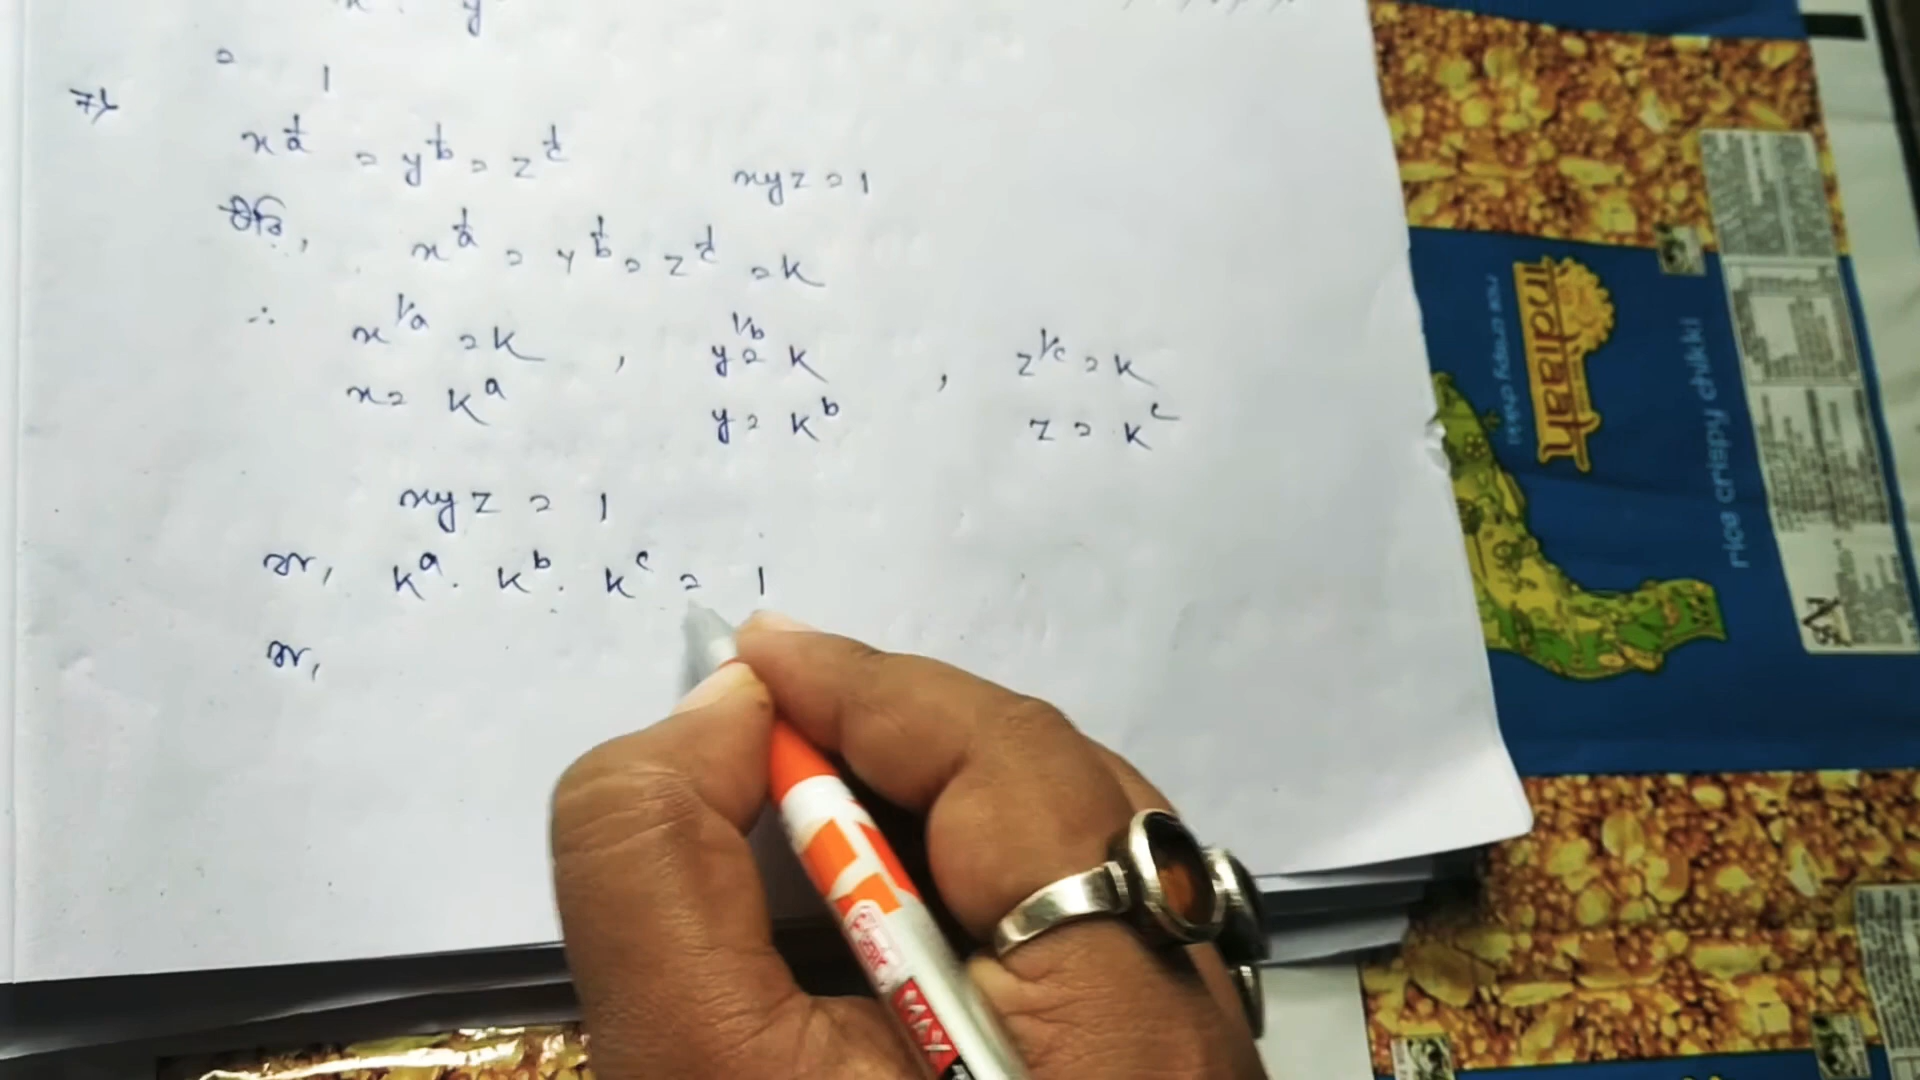 = 1
7)
x^{1/a} = y^{1/b} = z^{1/c}    xyz = 1
ধরি, x^{1/a} = y^{1/b} = z^{1/c} = k
∴ x^{1/a} = k , y^{1/b} = k , z^{1/c} = k
x = k^a    y = k^b    z = k^c
xyz = 1
বা, k^a . k^b . k^c = 1
বা,
indiaah
rice crispy chikki